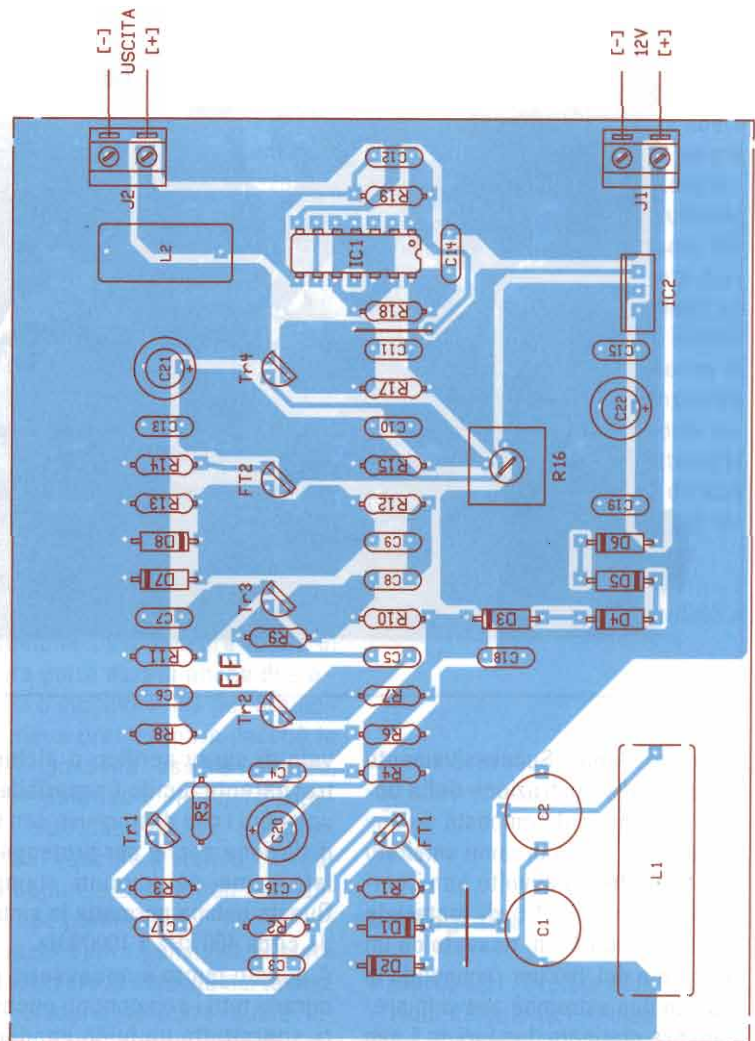 [-]
USCITA
[+]
[-]
12V
[+]
J2
J1
C12
R19
L2
IC1
C14
IC2
R18
C21
Tr4
C11
C15
R17
C22
C13
C10
R14
FT2
R15
R16
R13
R12
C19
D8
C9
D6
D7
C8
D5
Tr3
C7
R10
D3
D4
R9
R11
EF
C5
C18
C6
R7
Tr2
R8
R6
C4
R4
R5
C2
Tr1
C20
FT1
R3
C16
R1
L1
C17
R2
D1
C1
C3
D2